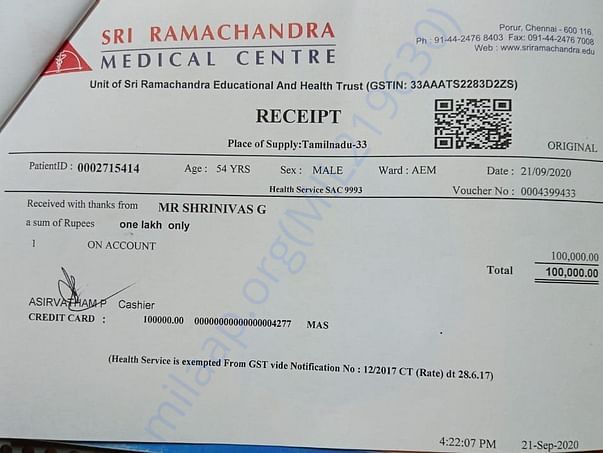 SRI RAMACHANDRA
MEDICAL CENTRE
Porur, Chennai - 600 116
Ph : 91-44-2476 8403 Fax: 091-44-2476 7008
Web : www.sriramachandra.edu
Unit of Sri Ramachandra Educational And Health Trust (GSTIN: 33AAATS2283D2ZS)
RECEIPT
Place of Supply:Tamilnadu-33
ORIGINAL
PatientID : 0002715414 Age : 54 YRS Sex : MALE Ward : AEM Date : 21/09/2020
Health Service SAC 9993
Voucher No : 0004399433
Received with thanks from MR SHRINIVAS G
a sum of Rupees one lakh only
1 ON ACCOUNT
100,000.00
Total 100,000.00
ASIRVATHAM P Cashier
CREDIT CARD : 100000.00 00000000000000004277 MAS
(Health Service is exempted From GST vide Notification No : 12/2017 CT (Rate) dt 28.6.17)
4:22:07 PM 21-Sep-2020
milaap.org(MIL219630)